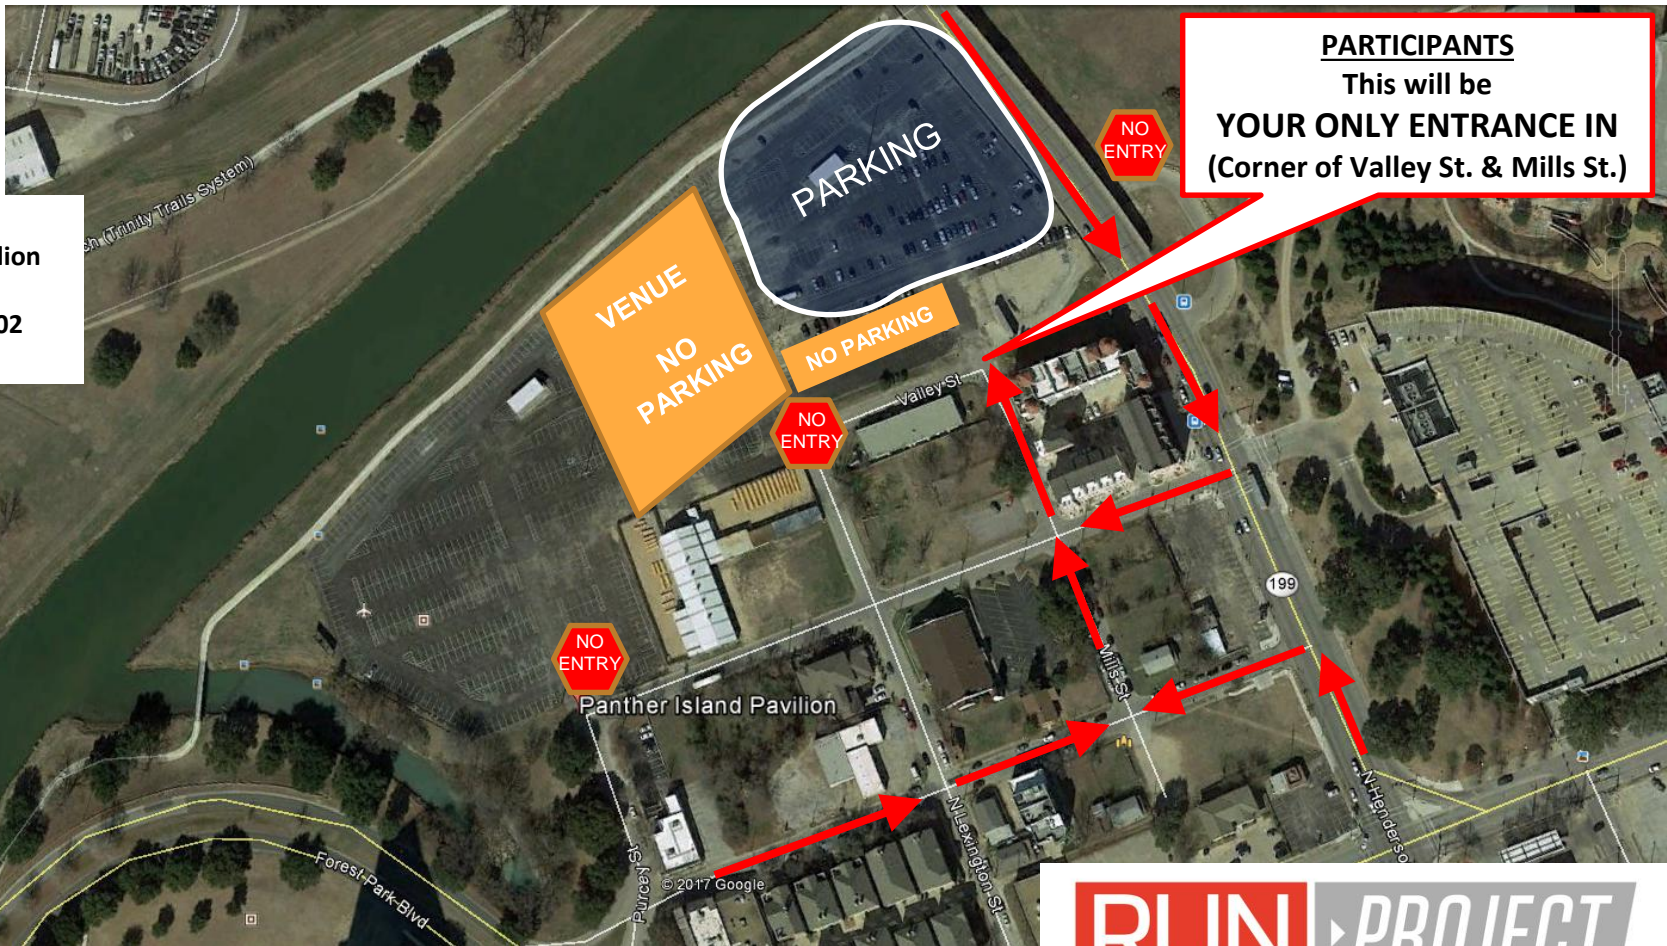 PARTICIPANTS
This will be
YOUR ONLY ENTRANCE IN
(Corner of Valley St. & Mills St.)
NO
ENTRY
PARKING
(Trinity Trails System)
VENUE
NO
PARKING
NO PARKING
02
Valley St
NO
ENTRY
199
NO
ENTRY
Panther Island Pavilion
Mills St
N Henderso
N Lexington St
Purcey St
© 2017 Google
Forest Park Blvd
RUN PROJECT